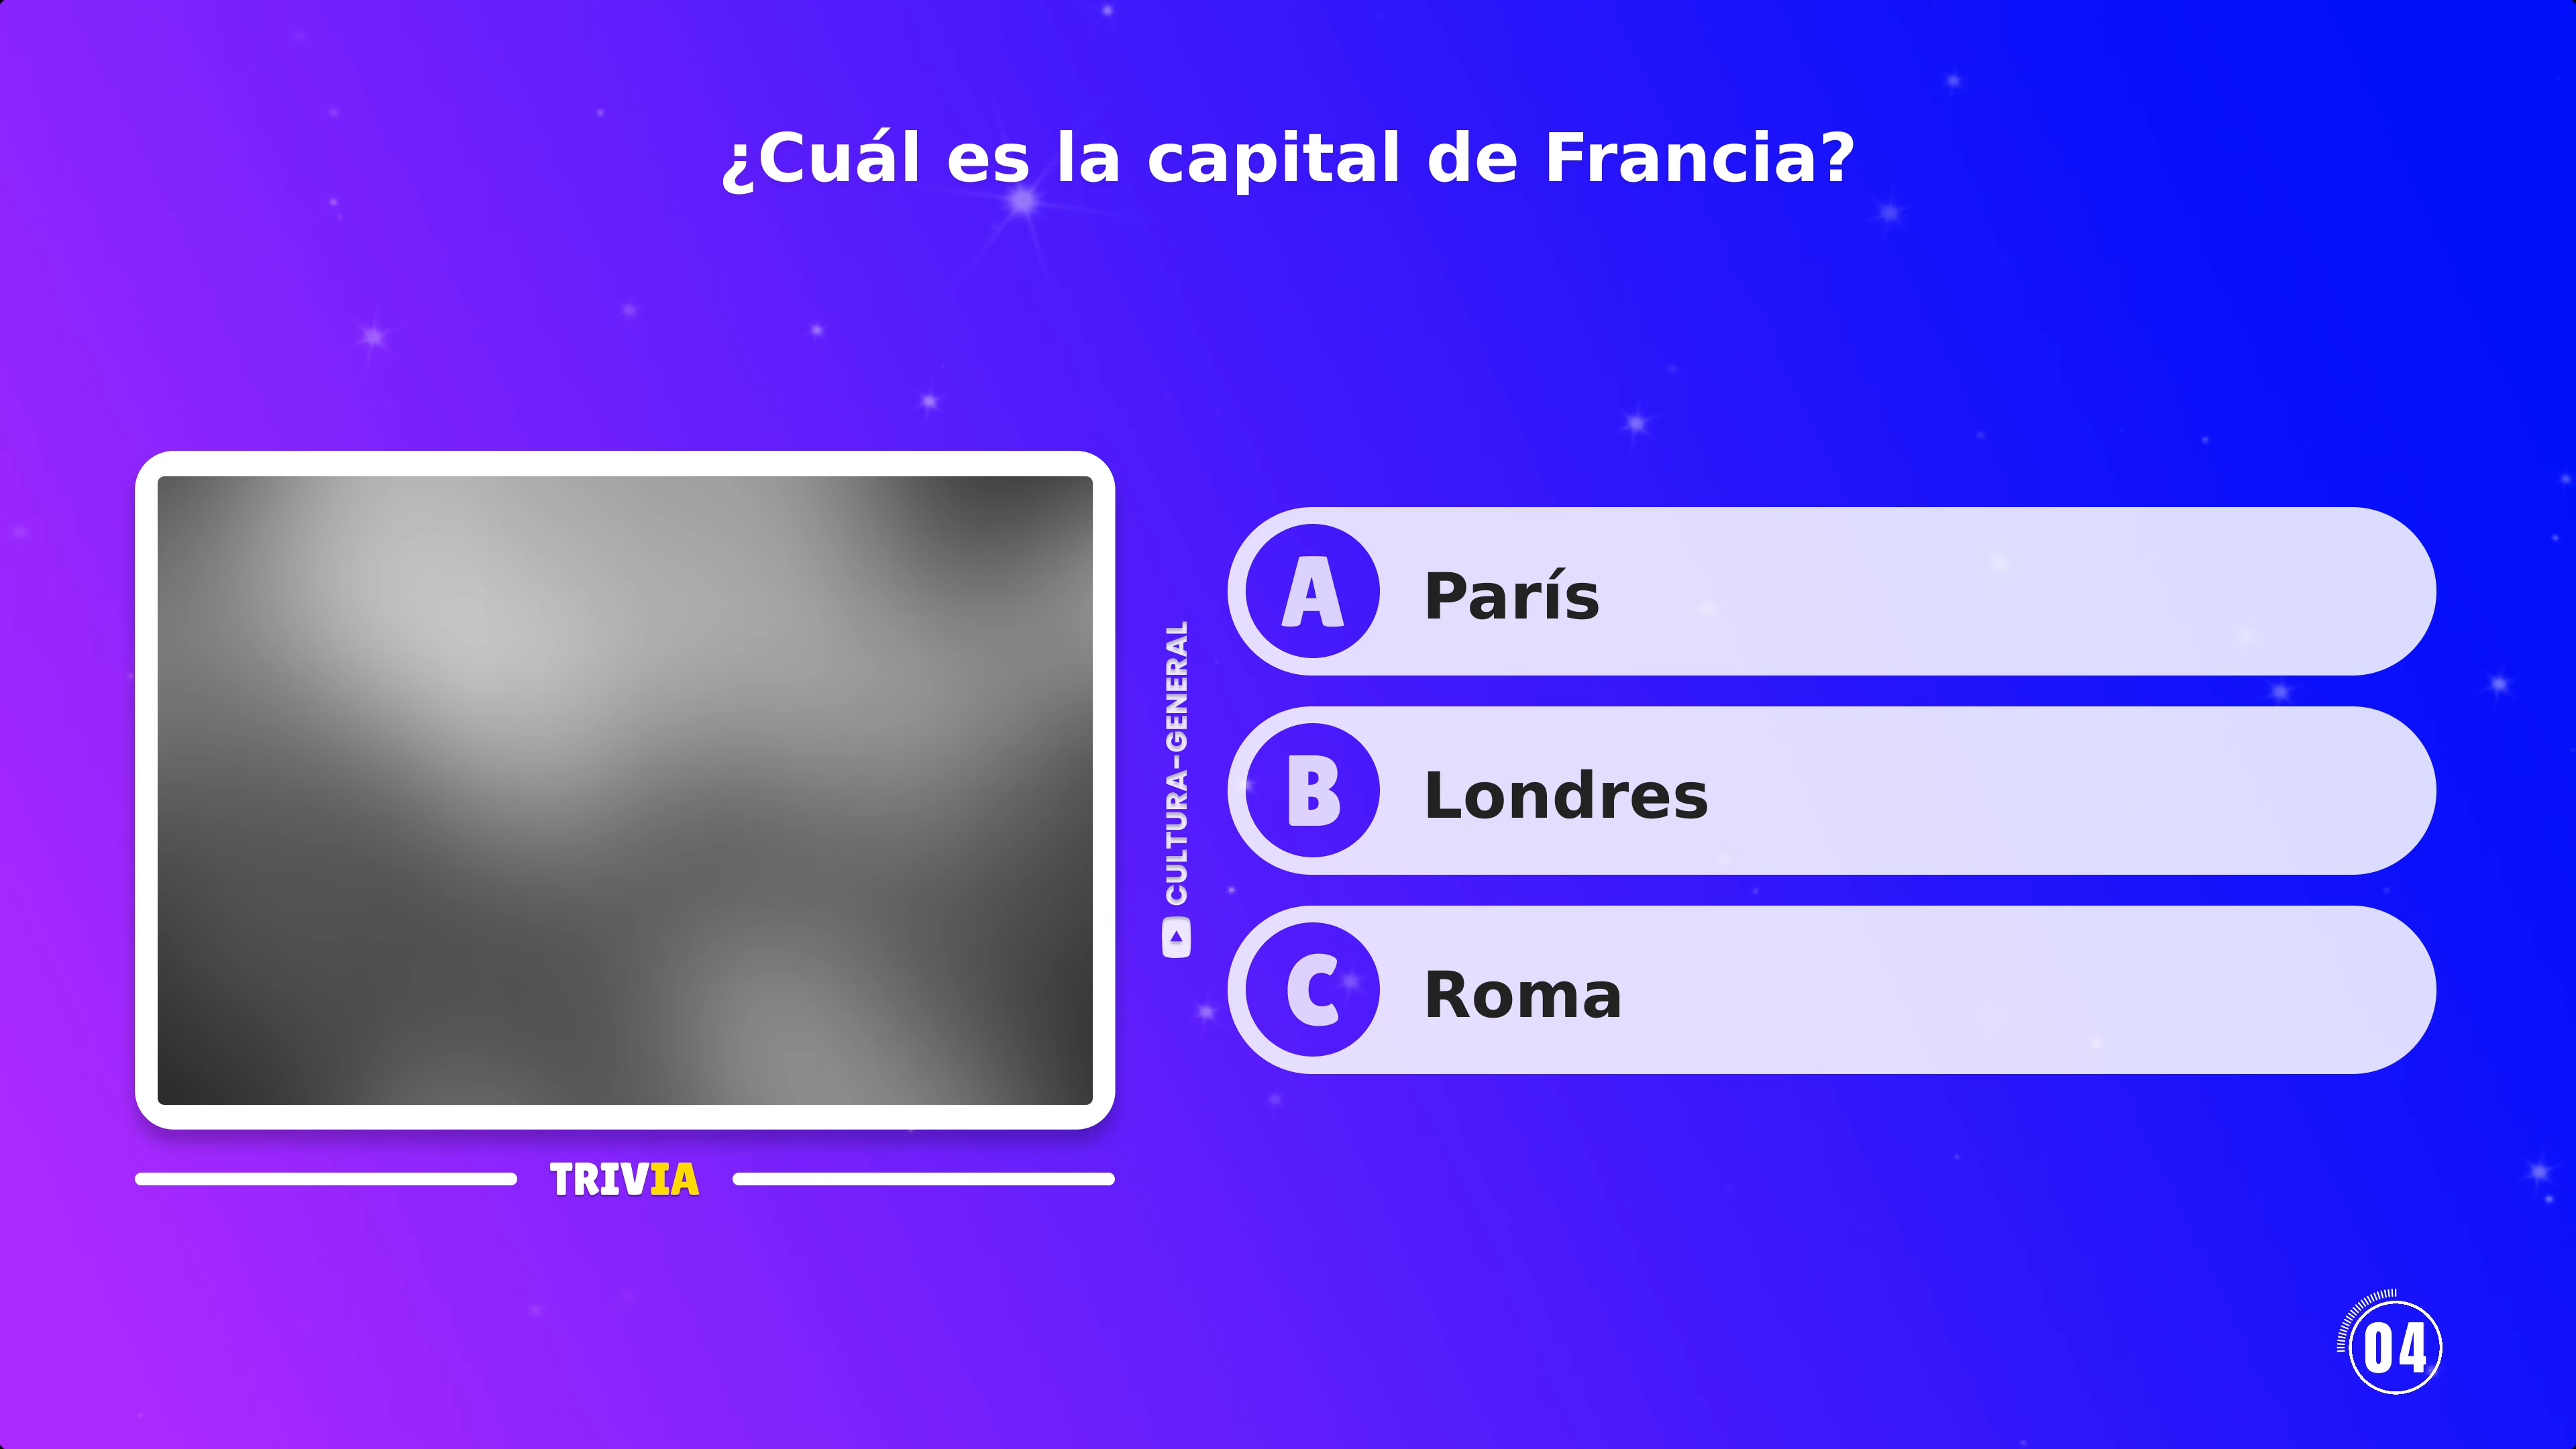 ¿Cuál es la capital de Francia?
A París
B Londres
C Roma
CULTURA-GENERAL
TRIVIA
04